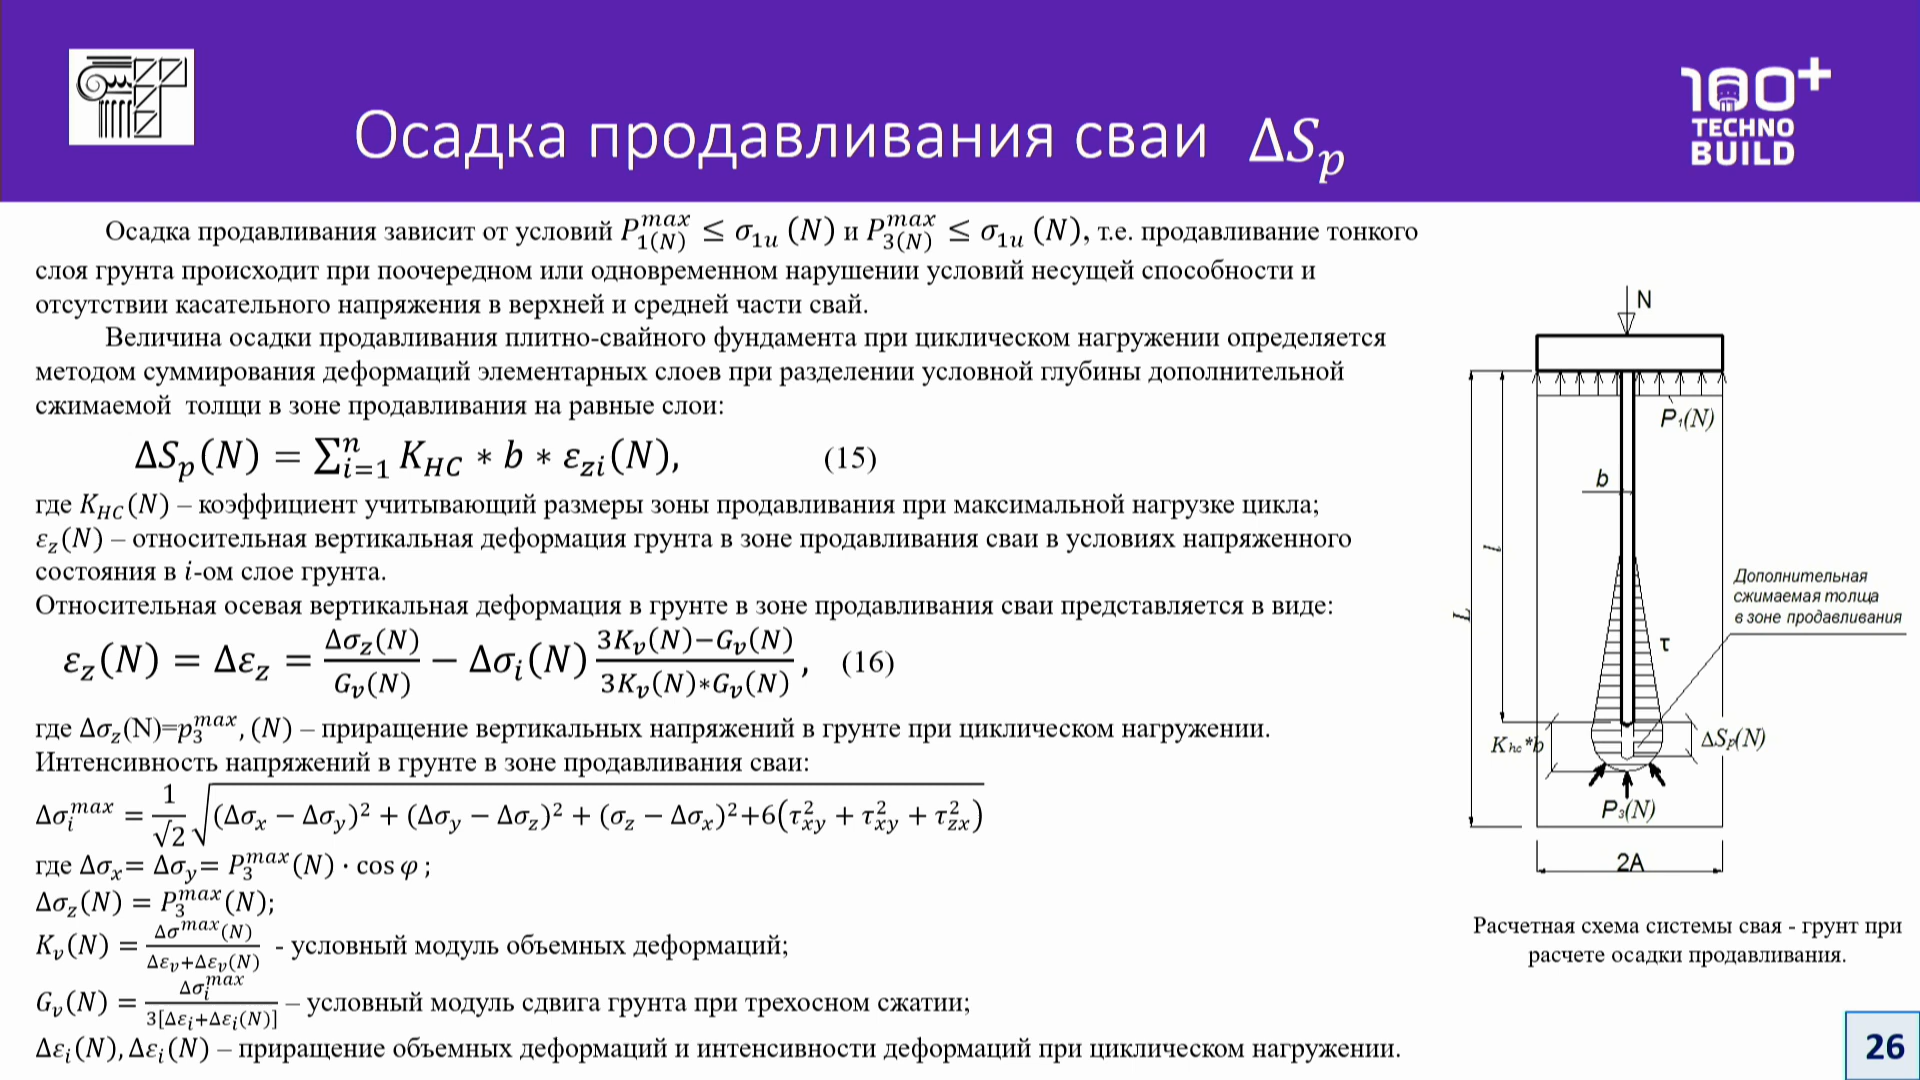 100+
TECHNO
BUILD
Осадка продавливания сваи ΔS_p
Осадка продавливания зависит от условий P_{1(N)}^{max} ≤ σ_{1u} (N) и P_{3(N)}^{max} ≤ σ_{1u} (N), т.е. продавливание тонкого
слоя грунта происходит при поочередном или одновременном нарушении условий несущей способности и
отсутствии касательного напряжения в верхней и средней части свай.
Величина осадки продавливания плитно-свайного фундамента при циклическом нагружении определяется
методом суммирования деформаций элементарных слоев при разделении условной глубины дополнительной
сжимаемой толщи в зоне продавливания на равные слои:
ΔS_p(N) = ∑_{i=1}^{n} K_{HC} * b * ε_{zi}(N), (15)
где K_{HC}(N) – коэффициент учитывающий размеры зоны продавливания при максимальной нагрузке цикла;
ε_z(N) – относительная вертикальная деформация грунта в зоне продавливания сваи в условиях напряженного
состояния в i-ом слое грунта.
Относительная осевая вертикальная деформация в грунте в зоне продавливания сваи представляется в виде:
ε_z(N) = Δε_z = \frac{Δσ_z(N)}{G_v(N)} − Δσ_i(N) \frac{3K_v(N)−G_v(N)}{3K_v(N)*G_v(N)}, (16)
где Δσ_z(N)=p_3^{max}, (N) – приращение вертикальных напряжений в грунте при циклическом нагружении.
Интенсивность напряжений в грунте в зоне продавливания сваи:
Δσ_i^{max} = \frac{1}{√2} √((Δσ_x − Δσ_y)^2 + (Δσ_y − Δσ_z)^2 + (σ_z − Δσ_x)^2+6(τ_{xy}^2 + τ_{xy}^2 + τ_{zx}^2))
где Δσ_x= Δσ_y= P_3^{max}(N) · cos φ ;
Δσ_z(N) = P_3^{max}(N);
K_v(N) = \frac{Δσ^{max}(N)}{Δε_v+Δε_v(N)} - условный модуль объемных деформаций;
G_v(N) = \frac{Δσ_i^{max}}{3[Δε_i+Δε_i(N)]} – условный модуль сдвига грунта при трехосном сжатии;
Δε_i(N), Δε_i(N) – приращение объемных деформаций и интенсивности деформаций при циклическом нагружении.
N
P_1(N)
b
l
L
Дополнительная
сжимаемая толща
в зоне продавливания
τ
K_{hc}*b
ΔS_p(N)
P_3(N)
2A
Расчетная схема системы свая - грунт при
расчете осадки продавливания.
26